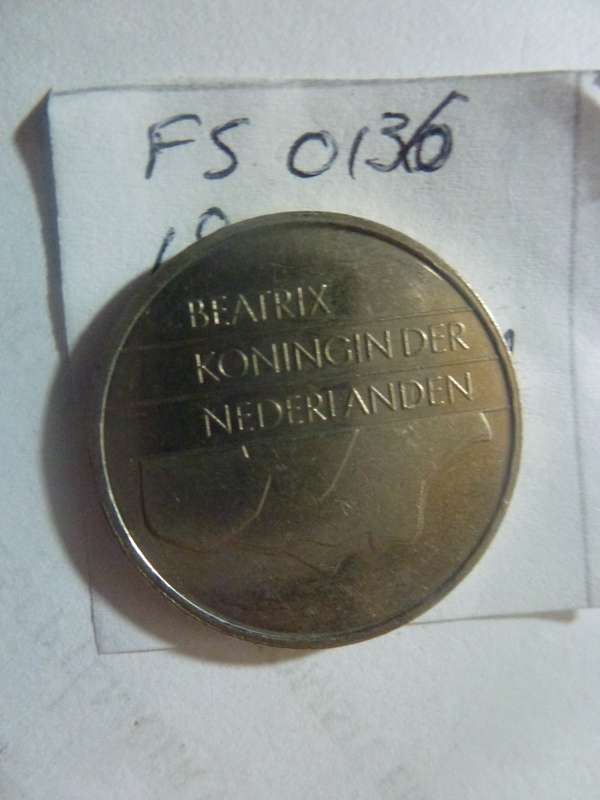 FS 0136
BEATRIX
KONINGIN DER
NEDERLANDEN